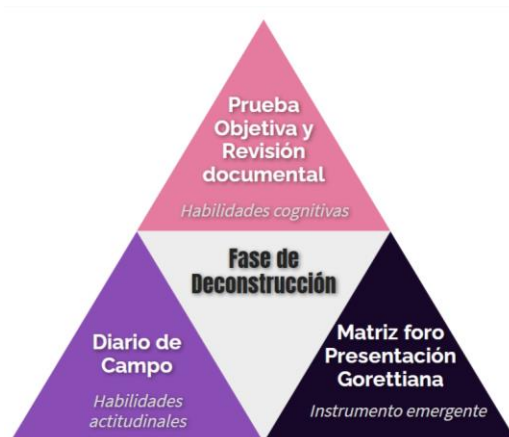 Prueba
Objetiva y
Revisión
documental
Habilidades cognitivas
Fase de
Deconstrucción
Diario de
Campo
Habilidades
actitudinales
Matriz foro
Presentación
Gorettiana
Instrumento emergente